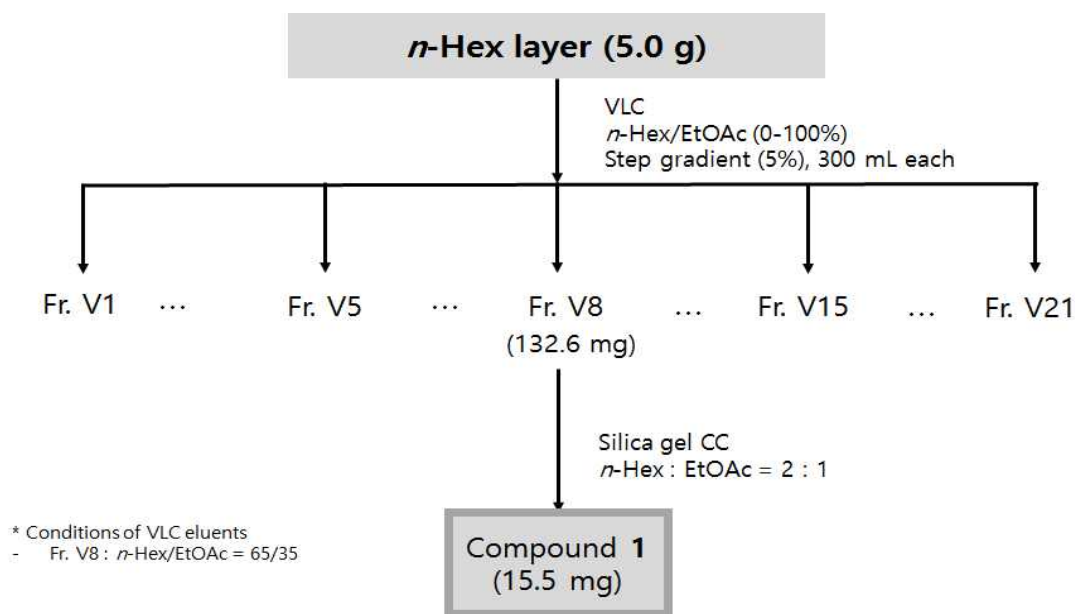 n-Hex layer (5.0 g)
VLC
n-Hex/EtOAc (0-100%)
Step gradient (5%), 300 mL each
Fr. V1 ... Fr. V5 ... Fr. V8 ... Fr. V15 ... Fr. V21
(132.6 mg)
Silica gel CC
n-Hex : EtOAc = 2 : 1
* Conditions of VLC eluents
- Fr. V8 : n-Hex/EtOAc = 65/35
Compound 1
(15.5 mg)